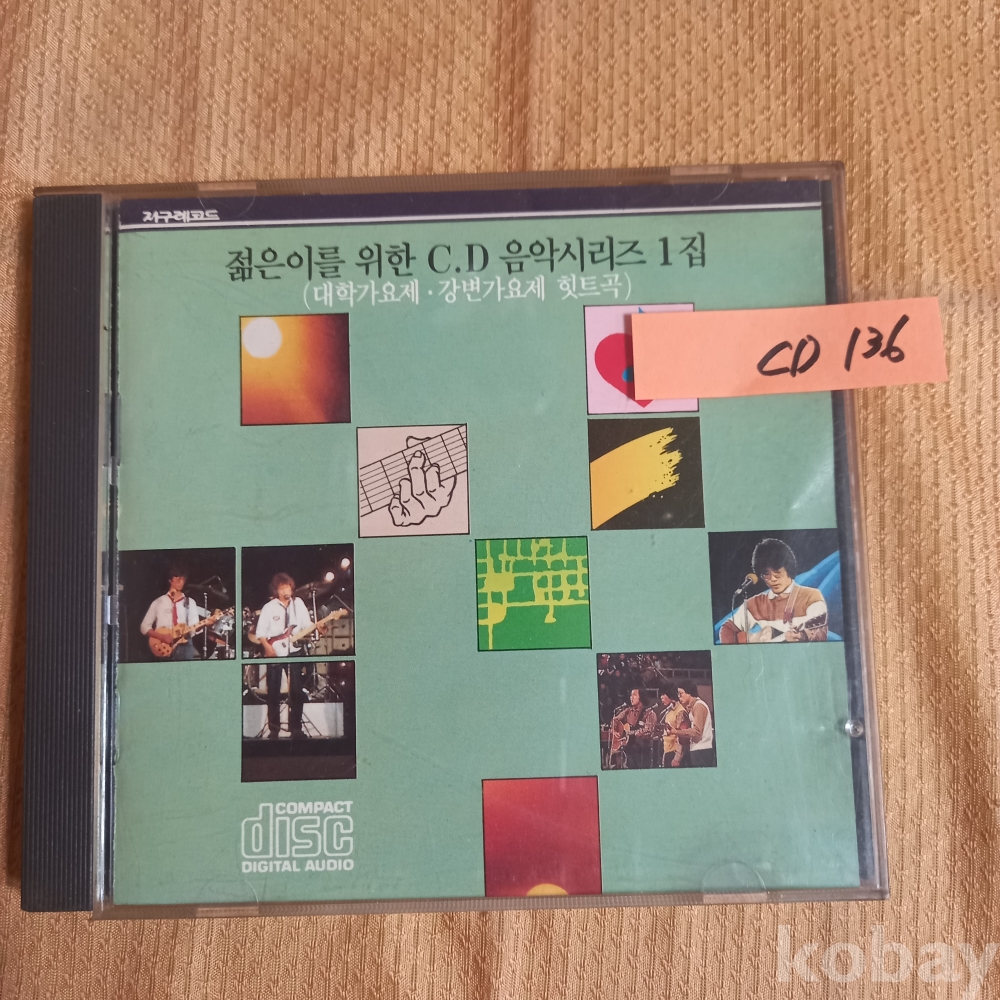 지구레코드
젊은이를 위한 C.D 음악시리즈 1집
(대학가요제·강변가요제 힛트곡)
CD 136
COMPACT
disc
DIGITAL AUDIO
kobay